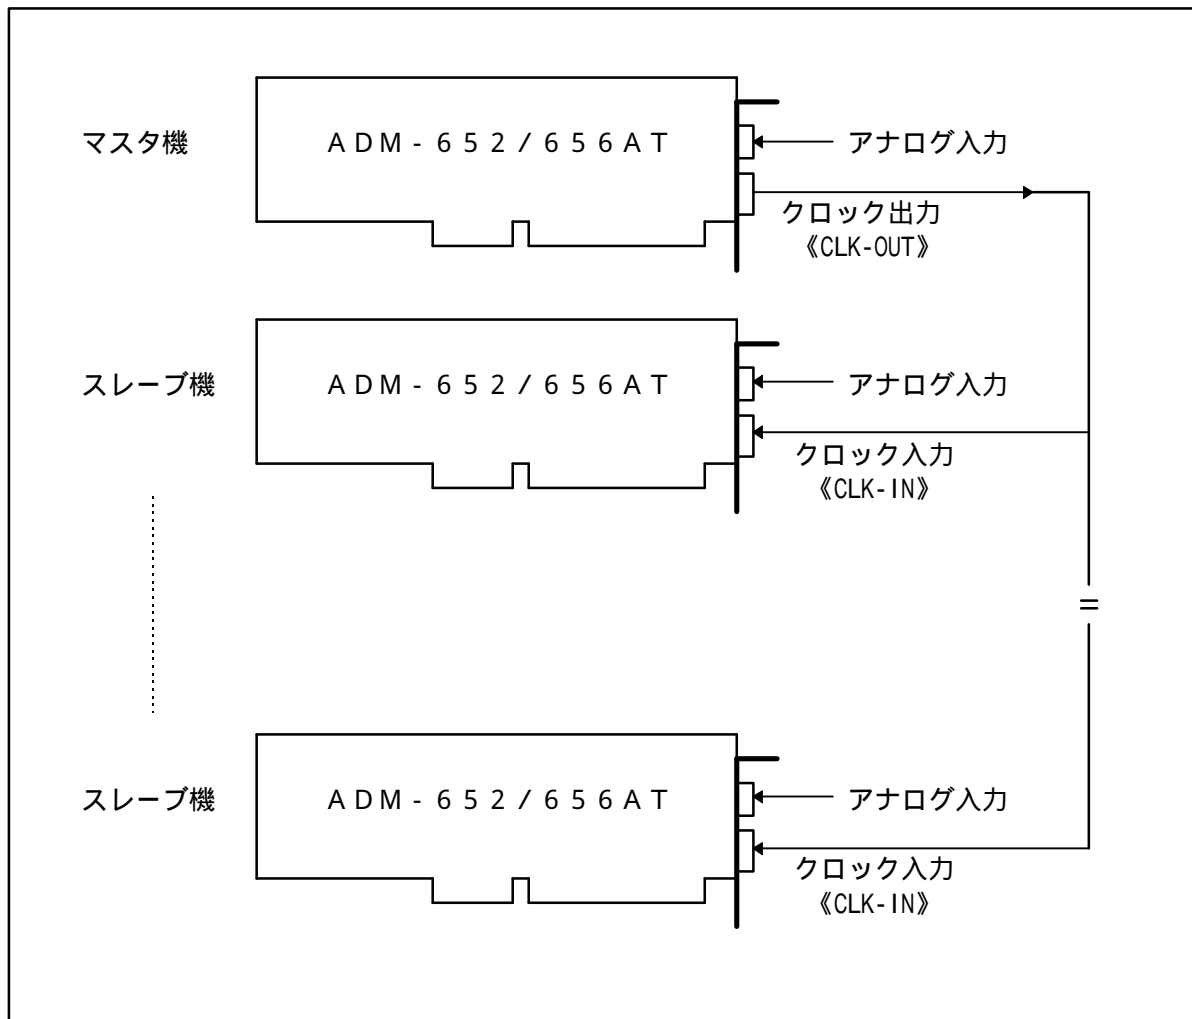 マスタ機
ADM-652/656AT
アナログ入力
クロック出力
《CLK-OUT》
スレーブ機
ADM-652/656AT
アナログ入力
クロック入力
《CLK-IN》
スレーブ機
ADM-652/656AT
アナログ入力
クロック入力
《CLK-IN》